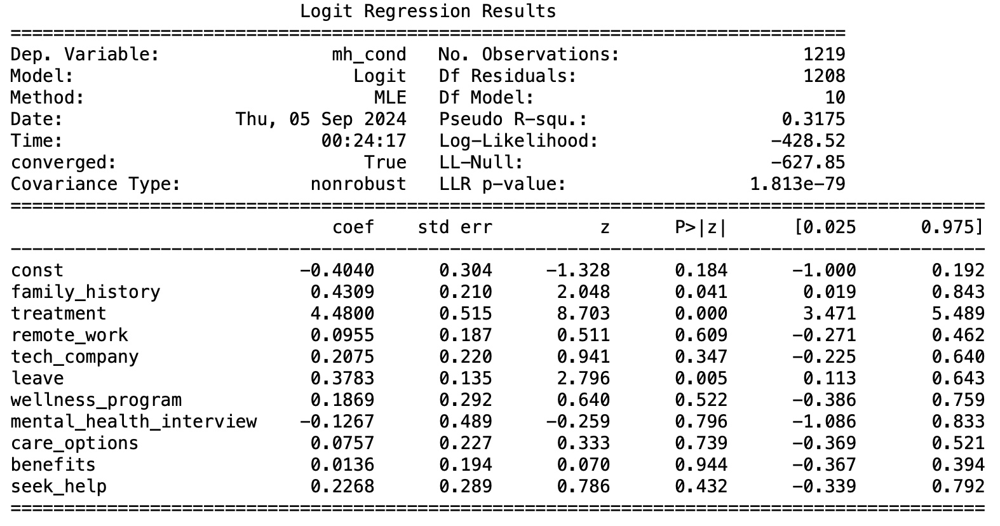 Logit Regression Results
==============================================================================
Dep. Variable: mh_cond No. Observations: 1219
Model: Logit Df Residuals: 1208
Method: MLE Df Model: 10
Date: Thu, 05 Sep 2024 Pseudo R-squ.: 0.3175
Time: 00:24:17 Log-Likelihood: -428.52
converged: True LL-Null: -627.85
Covariance Type: nonrobust LLR p-value: 1.813e-79
===========================================================================================
coef std err z P>|z| [0.025 0.975]
-------------------------------------------------------------------------------------------
const -0.4040 0.304 -1.328 0.184 -1.000 0.192
family_history 0.4309 0.210 2.048 0.041 0.019 0.843
treatment 4.4800 0.515 8.703 0.000 3.471 5.489
remote_work 0.0955 0.187 0.511 0.609 -0.271 0.462
tech_company 0.2075 0.220 0.941 0.347 -0.225 0.640
leave 0.3783 0.135 2.796 0.005 0.113 0.643
wellness_program 0.1869 0.292 0.640 0.522 -0.386 0.759
mental_health_interview -0.1267 0.489 -0.259 0.796 -1.086 0.833
care_options 0.0757 0.227 0.333 0.739 -0.369 0.521
benefits 0.0136 0.194 0.070 0.944 -0.367 0.394
seek_help 0.2268 0.289 0.786 0.432 -0.339 0.792
===========================================================================================